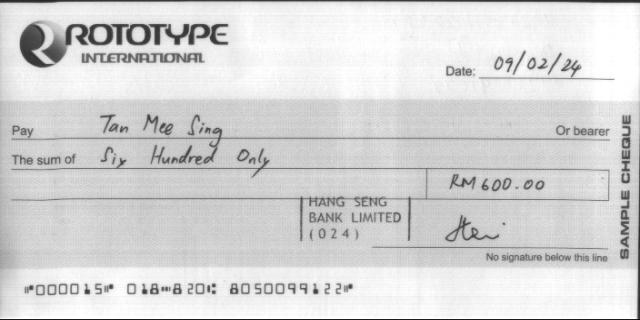 ROTOTYPE
INTERNATIONAL
Date: 09/02/24
Pay Tan Mee Sing Or bearer
The sum of Six Hundred Only
RM 600.00
HANG SENG
BANK LIMITED
(024)
No signature below this line
SAMPLE CHEQUE
⑈000015⑈ 018⑉820⑆ 8050099122⑈